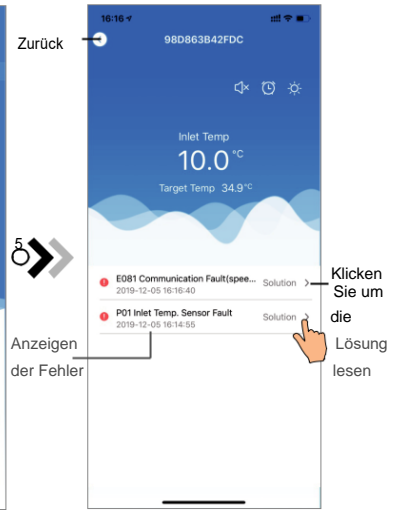 16:16
Zurück
98D863B42FDC
Inlet Temp
10.0 °C
Target Temp 34.9°C
5
E081 Communication Fault(spee...
2019-12-05 16:16:40
Solution
Klicken
Sie um
die
Lösung
lesen
P01 Inlet Temp. Sensor Fault
2019-12-05 16:14:55
Solution
Anzeigen
der Fehler